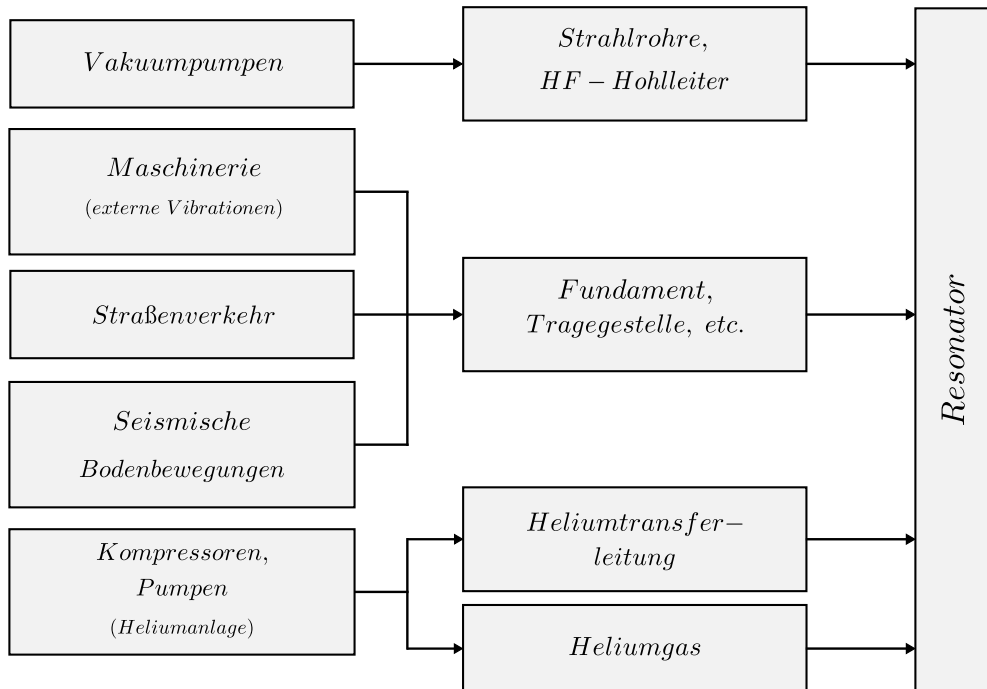 Vakuumpumpen
Strahlrohre,
HF – Hohlleiter
Maschinerie
(externe Vibrationen)
Straßenverkehr
Fundament,
Tragegestelle, etc.
Seismische
Bodenbewegungen
Kompressoren,
Pumpen
(Heliumanlage)
Heliumtransfer–
leitung
Heliumgas
Resonator